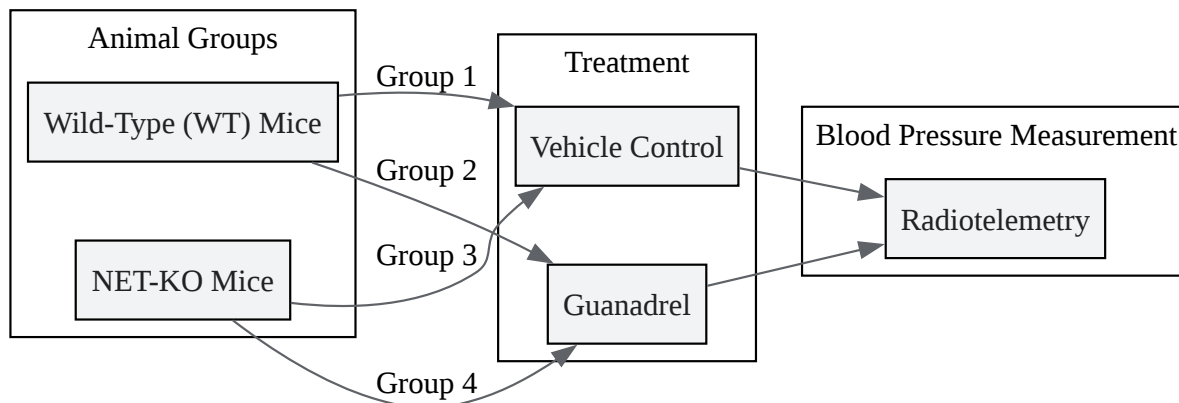 Animal Groups
Wild-Type (WT) Mice
NET-KO Mice
Group 1
Group 2
Group 3
Group 4
Treatment
Vehicle Control
Guanadrel
Blood Pressure Measurement
Radiotelemetry